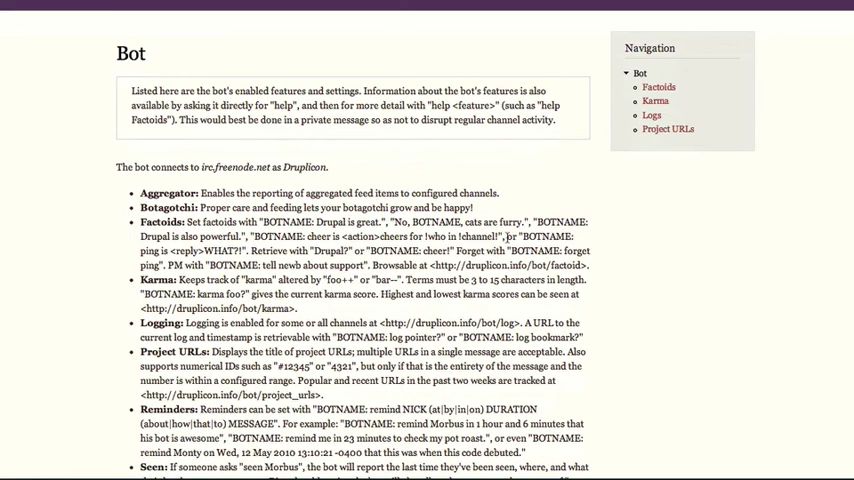 Bot
Listed here are the bot's enabled features and settings. Information about the bot's features is also
available by asking it directly for "help", and then for more detail with "help <feature>" (such as "help
Factoids"). This would best be done in a private message so as not to disrupt regular channel activity.
The bot connects to irc.freenode.net as Druplicon.
Aggregator: Enables the reporting of aggregated feed items to configured channels.
Botagotchi: Proper care and feeding lets your botagotchi grow and be happy!
Factoids: Set factoids with "BOTNAME: Drupal is great.", "No, BOTNAME, cats are furry.", "BOTNAME:
Drupal is also powerful.", "BOTNAME: cheer is <action>cheers for !who in !channel!", or "BOTNAME:
ping is <reply>WHAT?!". Retrieve with "Drupal?" or "BOTNAME: cheer!" Forget with "BOTNAME: forget
ping". PM with "BOTNAME: tell newb about support". Browsable at <http://druplicon.info/bot/factoid>.
Karma: Keeps track of "karma" altered by "foo++" or "bar--". Terms must be 3 to 15 characters in length.
"BOTNAME: karma foo?" gives the current karma score. Highest and lowest karma scores can be seen at
<http://druplicon.info/bot/karma>.
Logging: Logging is enabled for some or all channels at <http://druplicon.info/bot/log>. A URL to the
current log and timestamp is retrievable with "BOTNAME: log pointer?" or "BOTNAME: log bookmark?"
Project URLs: Displays the title of project URLs; multiple URLs in a single message are acceptable. Also
supports numerical IDs such as "#12345" or "4321", but only if that is the entirety of the message and the
number is within a configured range. Popular and recent URLs in the past two weeks are tracked at
<http://druplicon.info/bot/project_urls>.
Reminders: Reminders can be set with "BOTNAME: remind NICK (at|by|in|on) DURATION
(about|how|that|to) MESSAGE". For example: "BOTNAME: remind Morbus in 1 hour and 6 minutes that
his bot is awesome", "BOTNAME: remind me in 23 minutes to check my pot roast.", or even "BOTNAME:
remind Monty on Wed, 12 May 2010 13:10:21 -0400 that this was when this code debuted."
Seen: If someone asks "seen Morbus", the bot will report the last time they've been seen, where, and what
Navigation
Bot
Factoids
Karma
Logs
Project URLs